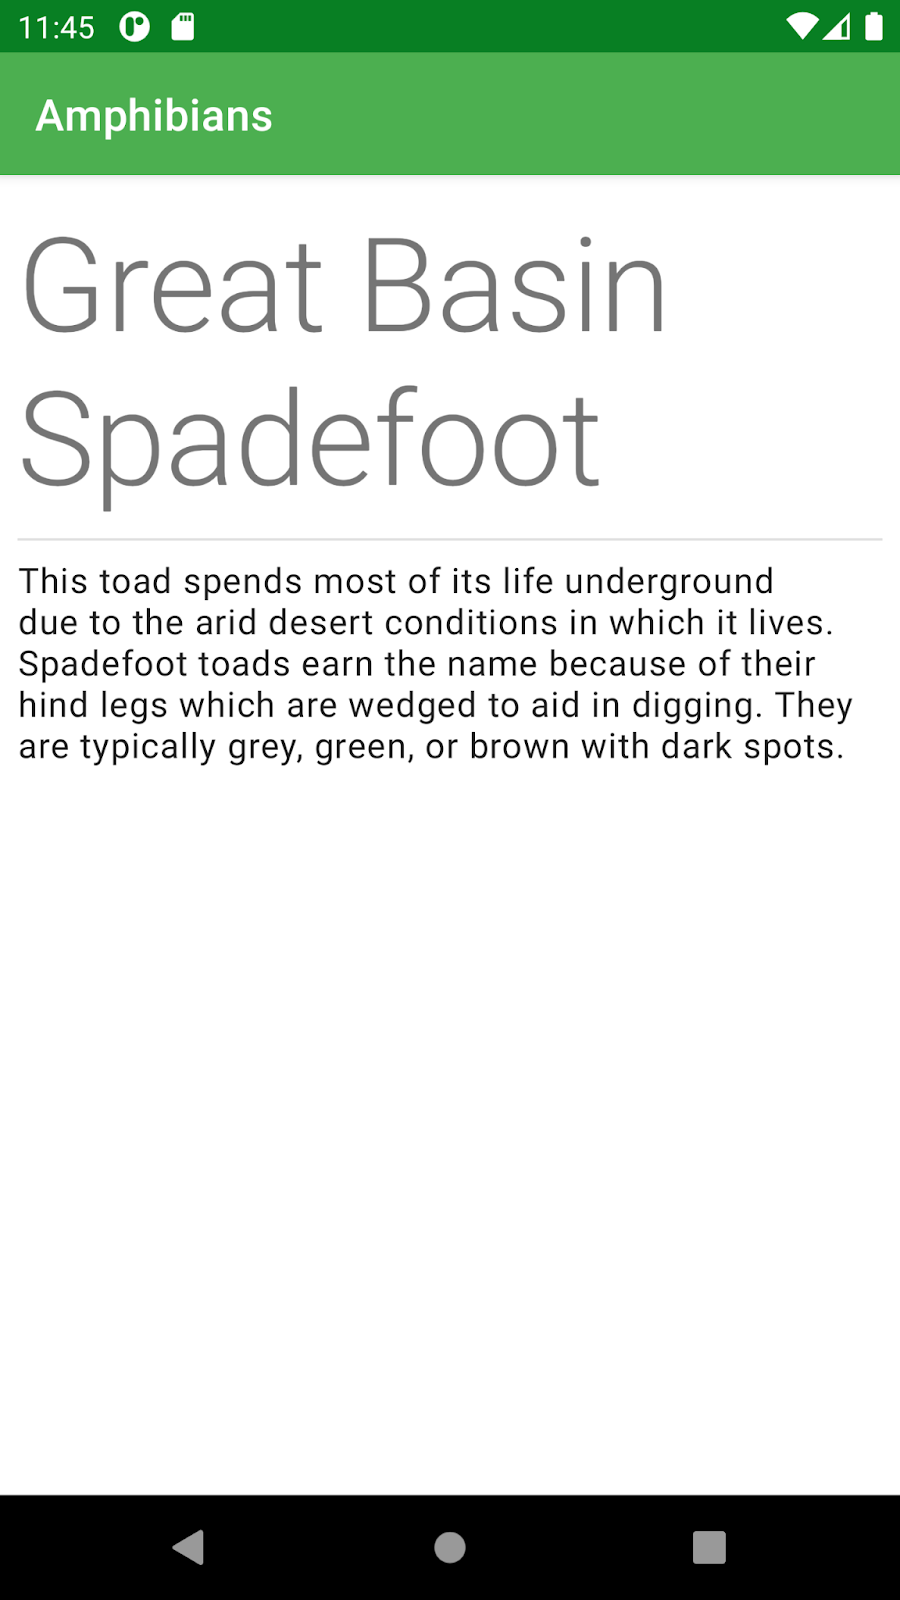 11:45
Amphibians
Great Basin
Spadefoot
This toad spends most of its life underground
due to the arid desert conditions in which it lives.
Spadefoot toads earn the name because of their
hind legs which are wedged to aid in digging. They
are typically grey, green, or brown with dark spots.